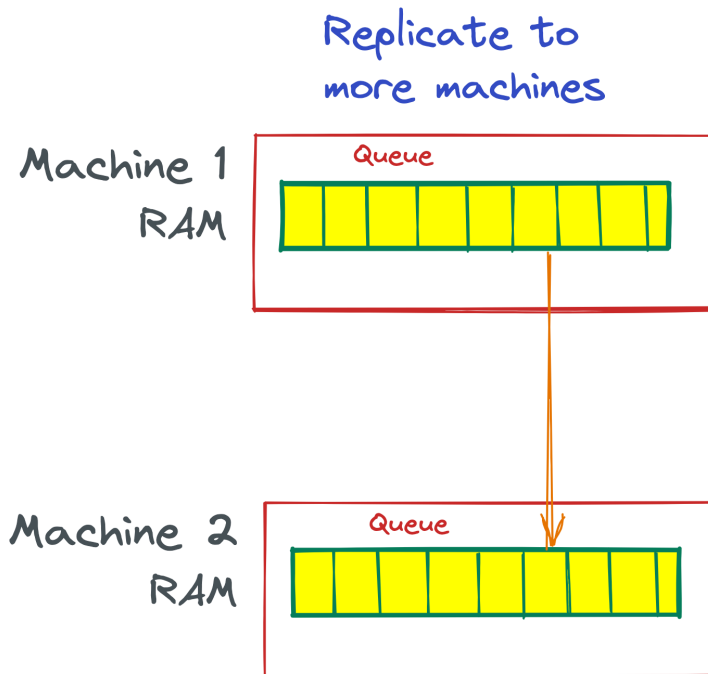 Replicate to
more machines
Machine 1
RAM
Queue
Machine 2
RAM
Queue